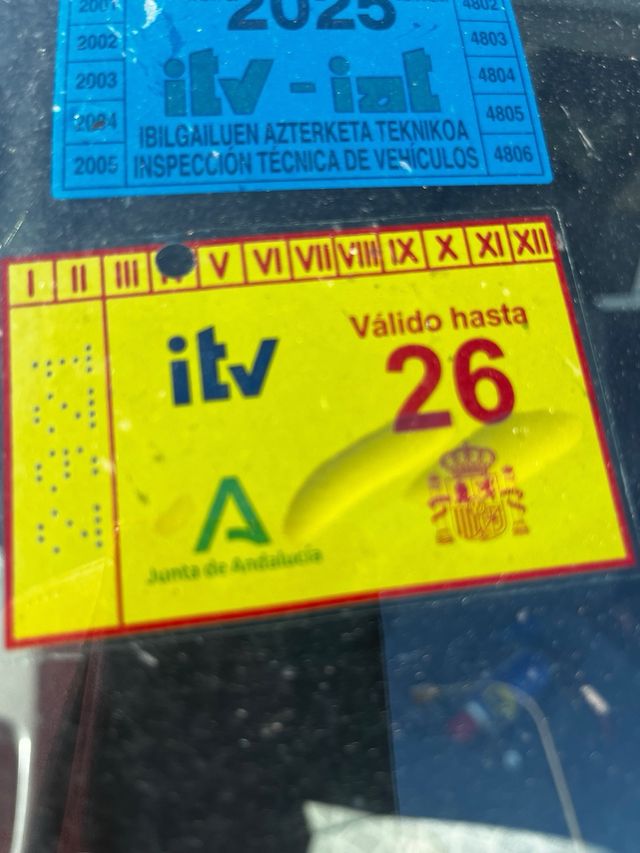 2025
2001 4802
2002 4803
itv - iat
2003 4804
2004 4805
IBILGAILUEN AZTERKETA TEKNIKOA
2005 INSPECCIÓN TÉCNICA DE VEHÍCULOS 4806
I II III V VI VII VIII IX X XI XII
Válido hasta
itv 26
Junta de Andalucía